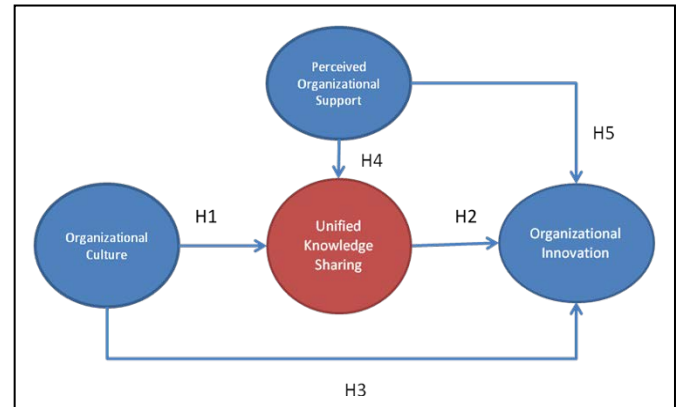 Perceived
Organizational
Support
H5
H4
H1
Unified
Knowledge
Sharing
H2
Organizational
Culture
Organizational
Innovation
H3